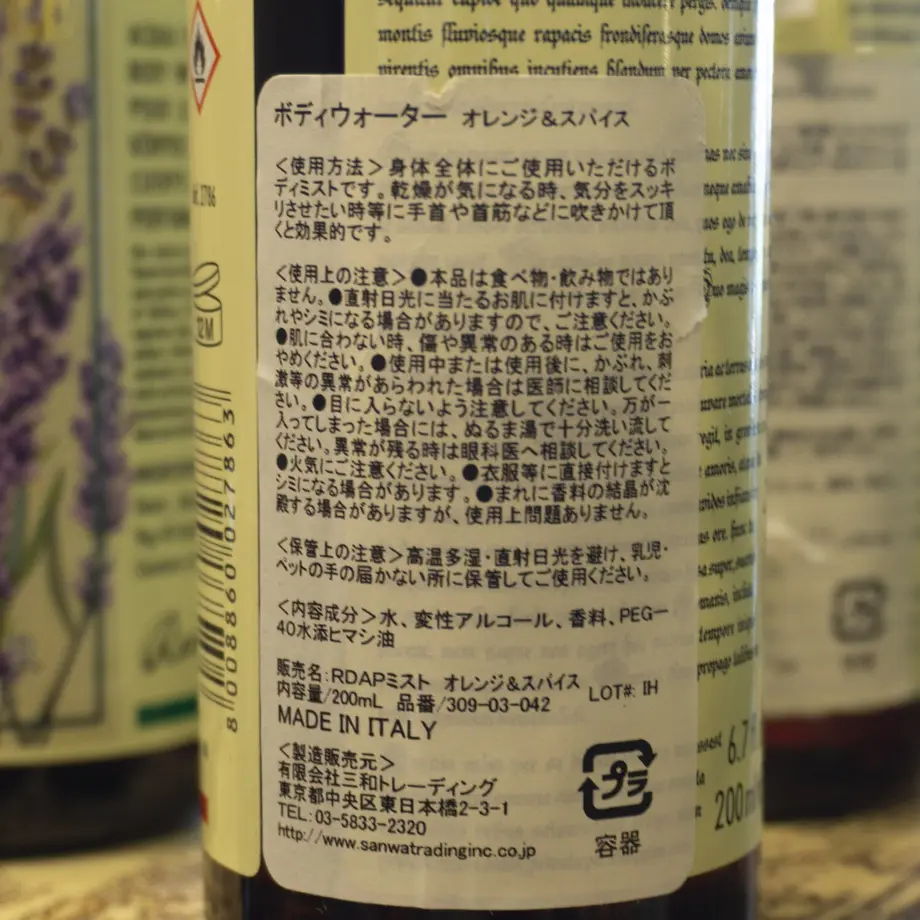 montis fluviosque rapacis frondiferasque domos
virentis omnibus incutiens blandum per pectora
ボディウォーター オレンジ＆スパイス
＜使用方法＞身体全体にご使用いただけるボ
ディミストです。乾燥が気になる時、気分をスッキ
リさせたい時等に手首や首筋などに吹きかけて頂
くと効果的です。
＜使用上の注意＞●本品は食べ物・飲み物ではあり
ません。●直射日光に当たるお肌に付けますと、かぶ
れやシミになる場合がありますので、ご注意ください。
●肌に合わない時、傷や異常のある時はご使用をお
やめください。●使用中または使用後に、かぶれ、刺
激等の異常があらわれた場合は医師に相談してくだ
さい。●目に入らないよう注意してください。万が一
入ってしまった場合には、ぬるま湯で十分洗い流して
ください。異常が残る時は眼科医へ相談してください。
●火気にご注意ください。●衣服等に直接付けますと
シミになる場合があります。●まれに香料の結晶が沈
殿する場合がありますが、使用上問題ありません。
＜保管上の注意＞高温多湿・直射日光を避け、乳児・
ペットの手の届かない所に保管してご使用ください。
＜内容成分＞水、変性アルコール、香料、PEGー
40水添ヒマシ油
販売名：RDAPミスト オレンジ＆スパイス
内容量/200mL 品番/309-03-042 LOT#: IH
MADE IN ITALY
＜製造販売元＞
有限会社三和トレーディング
東京都中央区東日本橋2-3-1
TEL：03-5833-2320
http://www.sanwatradinginc.co.jp
プラ
容器
12M
8 008860 027863
6.7
200m